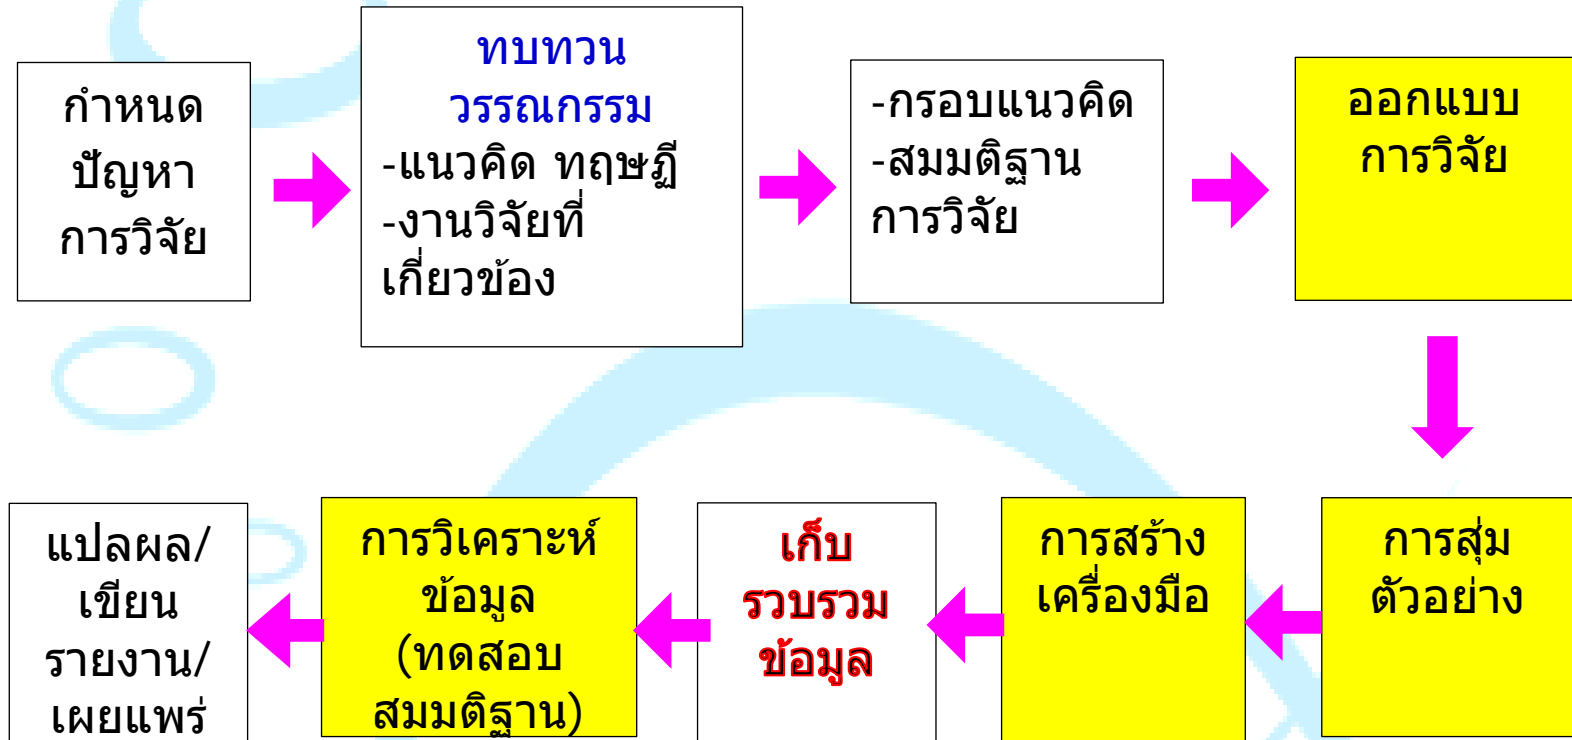 กำหนด
ปัญหา
การวิจัย
ทบทวน
วรรณกรรม
-แนวคิด ทฤษฏี
-งานวิจัยที่
เกี่ยวข้อง
-กรอบแนวคิด
-สมมติฐาน
การวิจัย
ออกแบบ
การวิจัย
การสุ่ม
ตัวอย่าง
การสร้าง
เครื่องมือ
เก็บ
รวบรวม
ข้อมูล
การวิเคราะห์
ข้อมูล
(ทดสอบ
สมมติฐาน)
แปลผล/
เขียน
รายงาน/
เผยแพร่